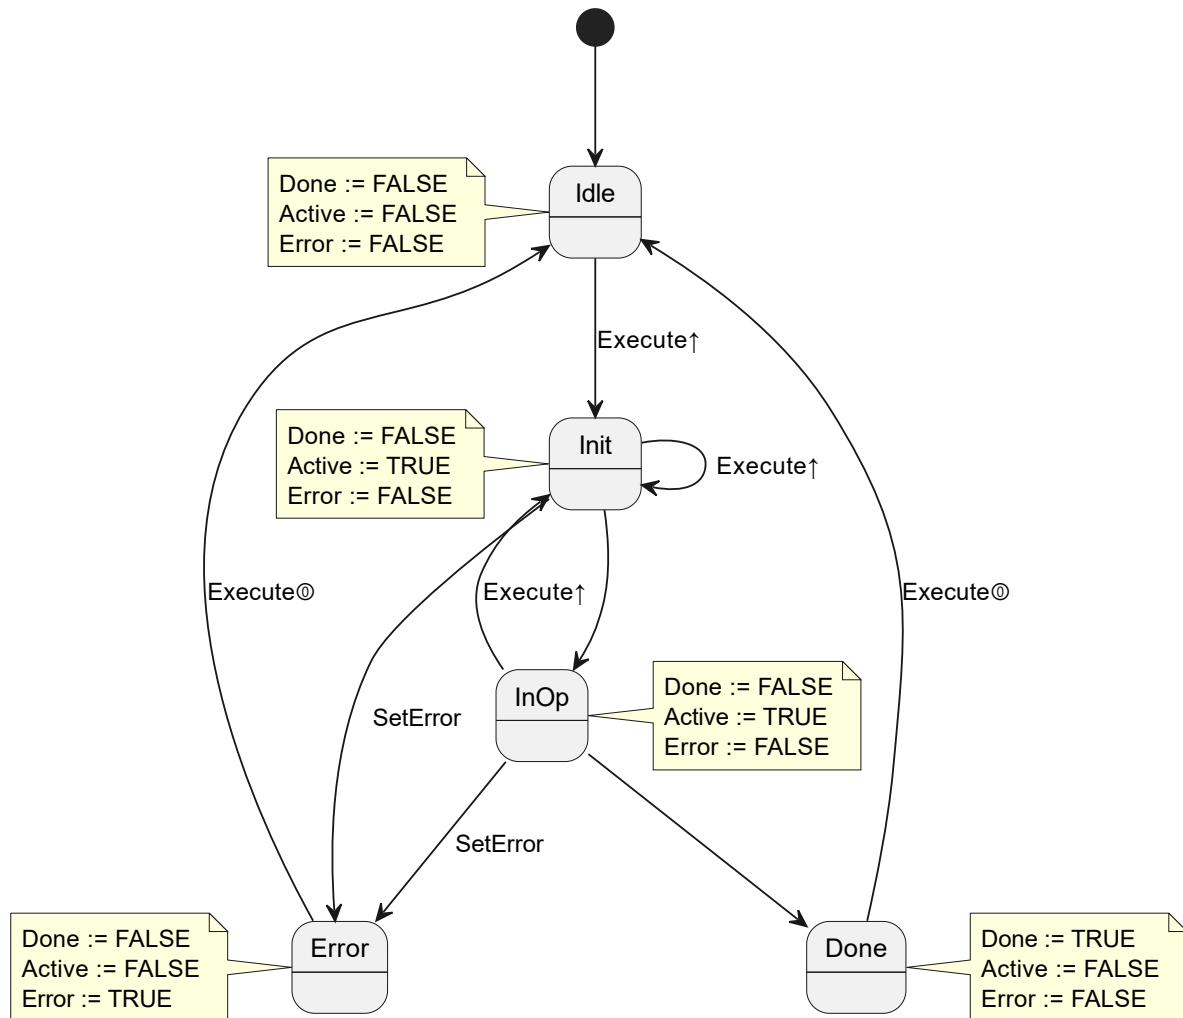 Done := FALSE
Active := FALSE
Error := FALSE
Idle
Execute↑
Done := FALSE
Active := TRUE
Error := FALSE
Init
Execute↑
Execute⓪
Execute↑
Execute⓪
SetError
InOp
Done := FALSE
Active := TRUE
Error := FALSE
SetError
Done := FALSE
Active := FALSE
Error := TRUE
Error
Done
Done := TRUE
Active := FALSE
Error := FALSE